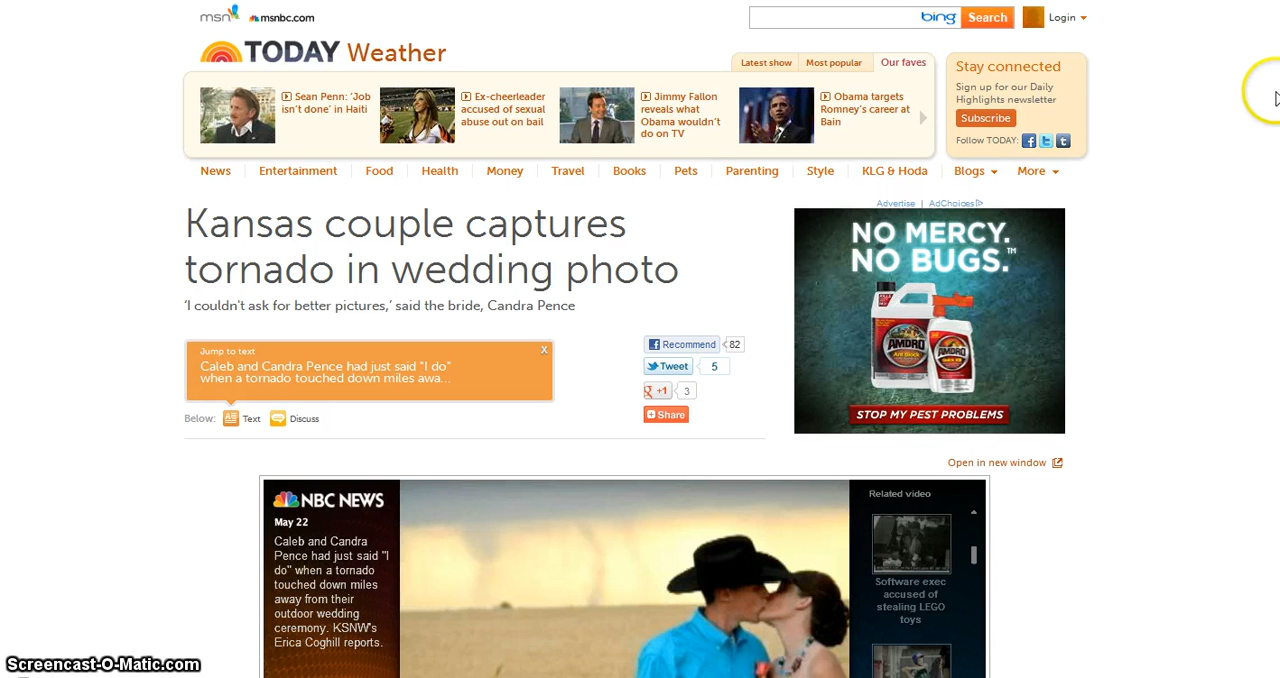 msn msnbc.com
bing Search Login
TODAY Weather
Latest show Most popular Our faves
Sean Penn: 'Job
isn't done' in Haiti
Ex-cheerleader
accused of sexual
abuse out on bail
Jimmy Fallon
reveals what
Obama wouldn't
do on TV
Obama targets
Romney's career at
Bain
Stay connected
Sign up for our Daily
Highlights newsletter
Subscribe
Follow TODAY: f t t
News Entertainment Food Health Money Travel Books Pets Parenting Style KLG & Hoda Blogs More
Kansas couple captures
tornado in wedding photo
'I couldn't ask for better pictures,' said the bride, Candra Pence
Advertise | AdChoices
NO MERCY.
NO BUGS.™
AMDRO
AMDRO
STOP MY PEST PROBLEMS
Jump to text X
Caleb and Candra Pence had just said "I do"
when a tornado touched down miles awa...
Below: Text Discuss
Recommend 82
Tweet 5
+1 3
Share
Open in new window
NBC NEWS
May 22
Caleb and Candra
Pence had just said "I
do" when a tornado
touched down miles
away from their
outdoor wedding
ceremony. KSNW's
Erica Coghill reports.
Related video
Software exec
accused of
stealing LEGO
toys
Screencast-O-Matic.com